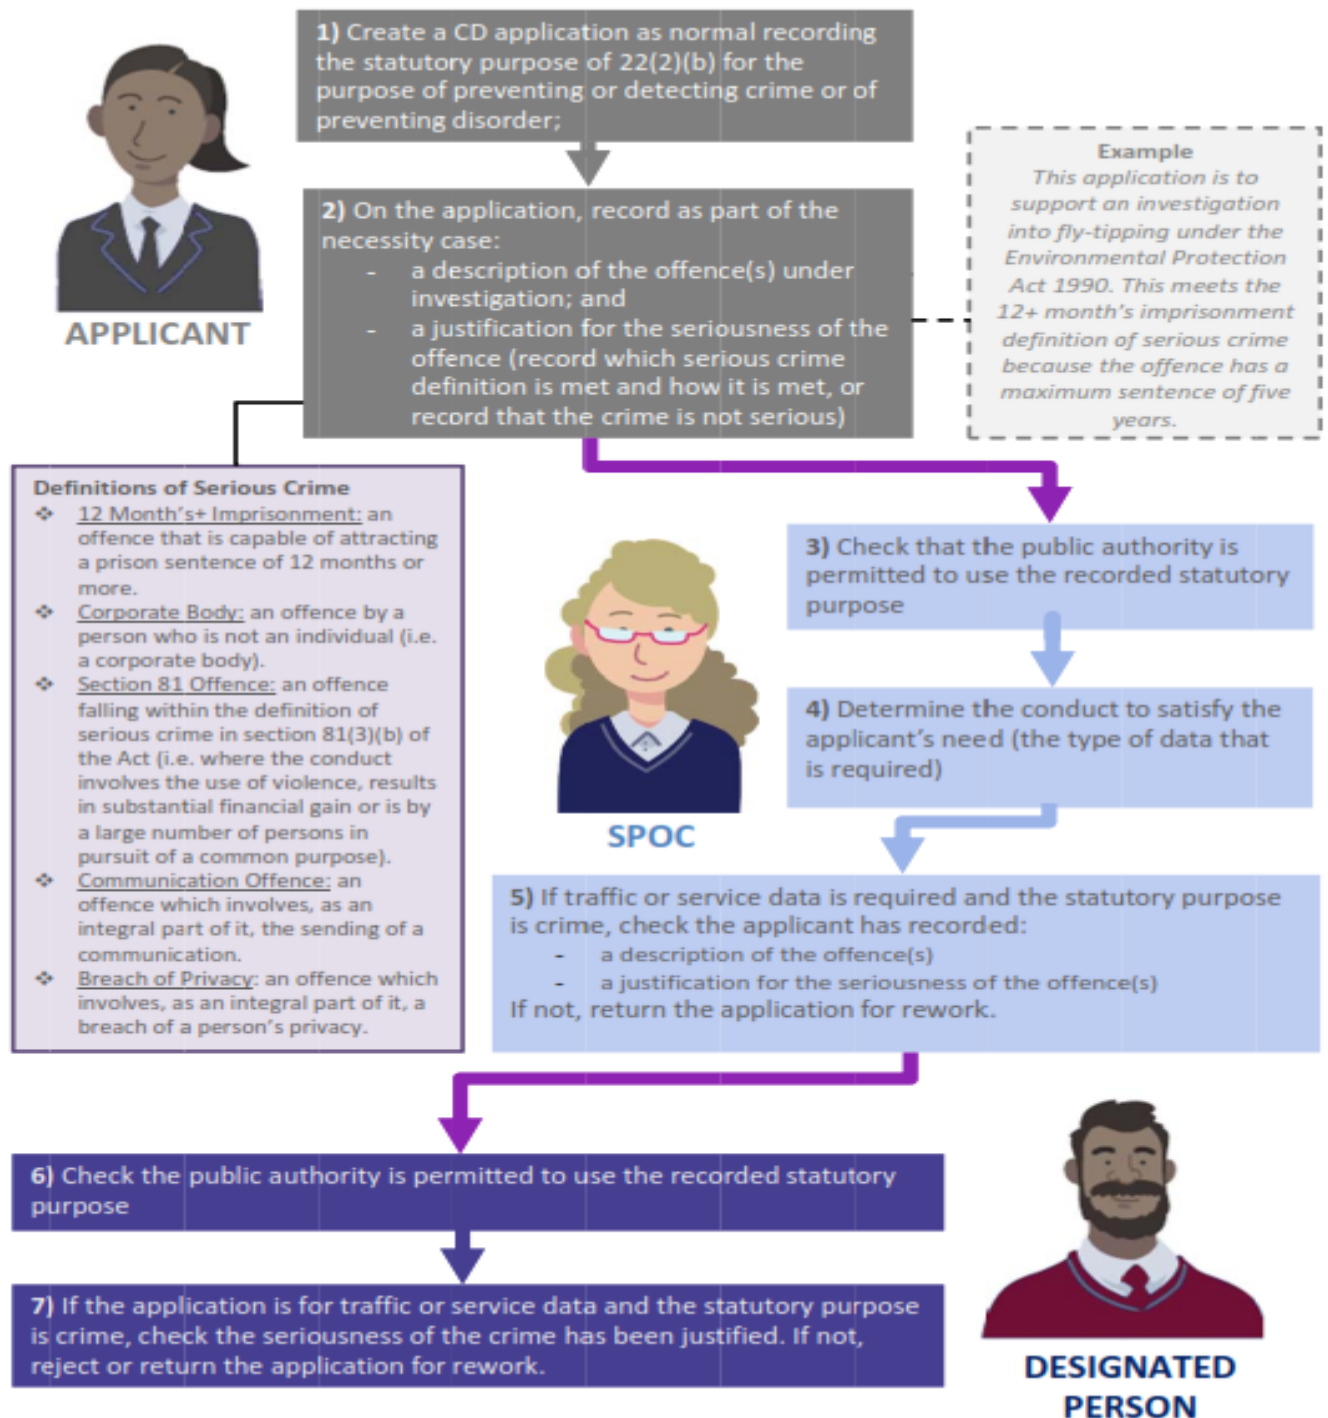 1) Create a CD application as normal recording
the statutory purpose of 22(2)(b) for the
purpose of preventing or detecting crime or of
preventing disorder;
APPLICANT
2) On the application, record as part of the
necessity case:
- a description of the offence(s) under
investigation; and
- a justification for the seriousness of the
offence (record which serious crime
definition is met and how it is met, or
record that the crime is not serious)
Example
This application is to
support an investigation
into fly-tipping under the
Environmental Protection
Act 1990. This meets the
12+ month's imprisonment
definition of serious crime
because the offence has a
maximum sentence of five
years.
Definitions of Serious Crime
❖ 12 Month's+ Imprisonment: an
offence that is capable of attracting
a prison sentence of 12 months or
more.
❖ Corporate Body: an offence by a
person who is not an individual (i.e.
a corporate body).
❖ Section 81 Offence: an offence
falling within the definition of
serious crime in section 81(3)(b) of
the Act (i.e. where the conduct
involves the use of violence, results
in substantial financial gain or is by
a large number of persons in
pursuit of a common purpose).
❖ Communication Offence: an
offence which involves, as an
integral part of it, the sending of a
communication.
❖ Breach of Privacy: an offence which
involves, as an integral part of it, a
breach of a person's privacy.
SPOC
3) Check that the public authority is
permitted to use the recorded statutory
purpose
4) Determine the conduct to satisfy the
applicant's need (the type of data that
is required)
5) If traffic or service data is required and the statutory purpose
is crime, check the applicant has recorded:
- a description of the offence(s)
- a justification for the seriousness of the offence(s)
If not, return the application for rework.
6) Check the public authority is permitted to use the recorded statutory
purpose
7) If the application is for traffic or service data and the statutory purpose
is crime, check the seriousness of the crime has been justified. If not,
reject or return the application for rework.
DESIGNATED
PERSON